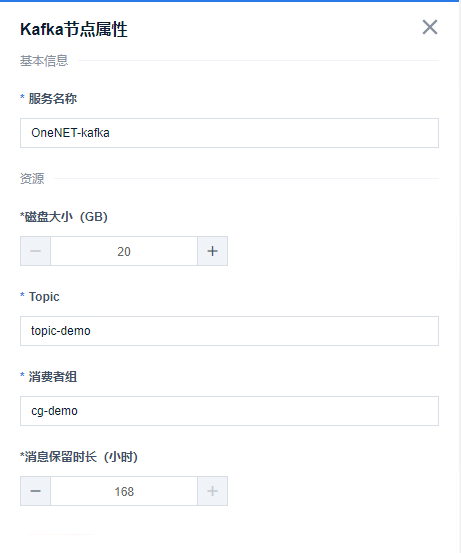 Kafka节点属性
基本信息
* 服务名称
OneNET-kafka
资源
*磁盘大小（GB）
20
* Topic
topic-demo
* 消费者组
cg-demo
*消息保留时长（小时）
168